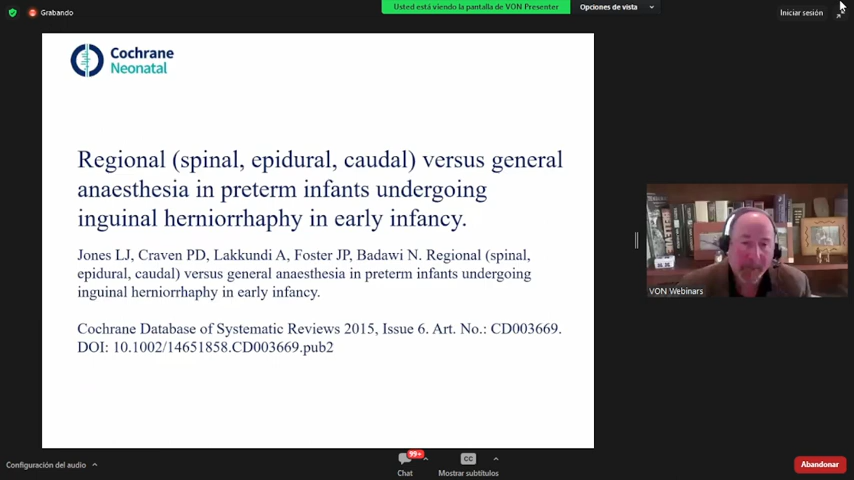 Grabando
Usted está viendo la pantalla de VON Presenter
Opciones de vista
Iniciar sesión
Cochrane
Neonatal
Regional (spinal, epidural, caudal) versus general
anaesthesia in preterm infants undergoing
inguinal herniorrhaphy in early infancy.
Jones LJ, Craven PD, Lakkundi A, Foster JP, Badawi N. Regional (spinal,
epidural, caudal) versus general anaesthesia in preterm infants undergoing
inguinal herniorrhaphy in early infancy.
Cochrane Database of Systematic Reviews 2015, Issue 6. Art. No.: CD003669.
DOI: 10.1002/14651858.CD003669.pub2
BELLEVUE
VON Webinars
Configuración del audio
99+
Chat
CC
Mostrar subtítulos
Abandonar